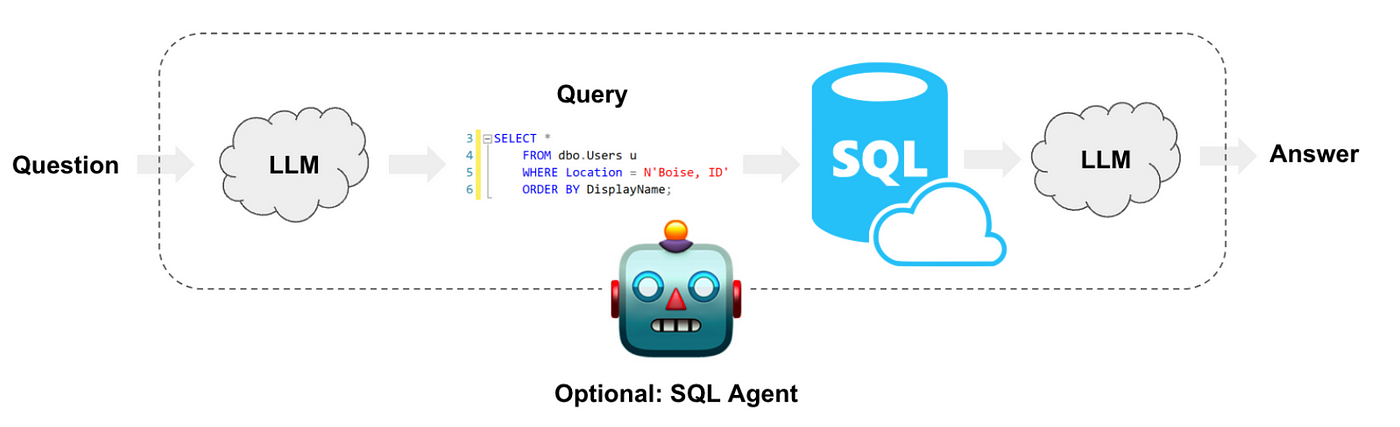 Question
LLM
Query
3 SELECT *
4 FROM dbo.Users u
5 WHERE Location = N'Boise, ID'
6 ORDER BY DisplayName;
SQL
LLM
Answer
Optional: SQL Agent